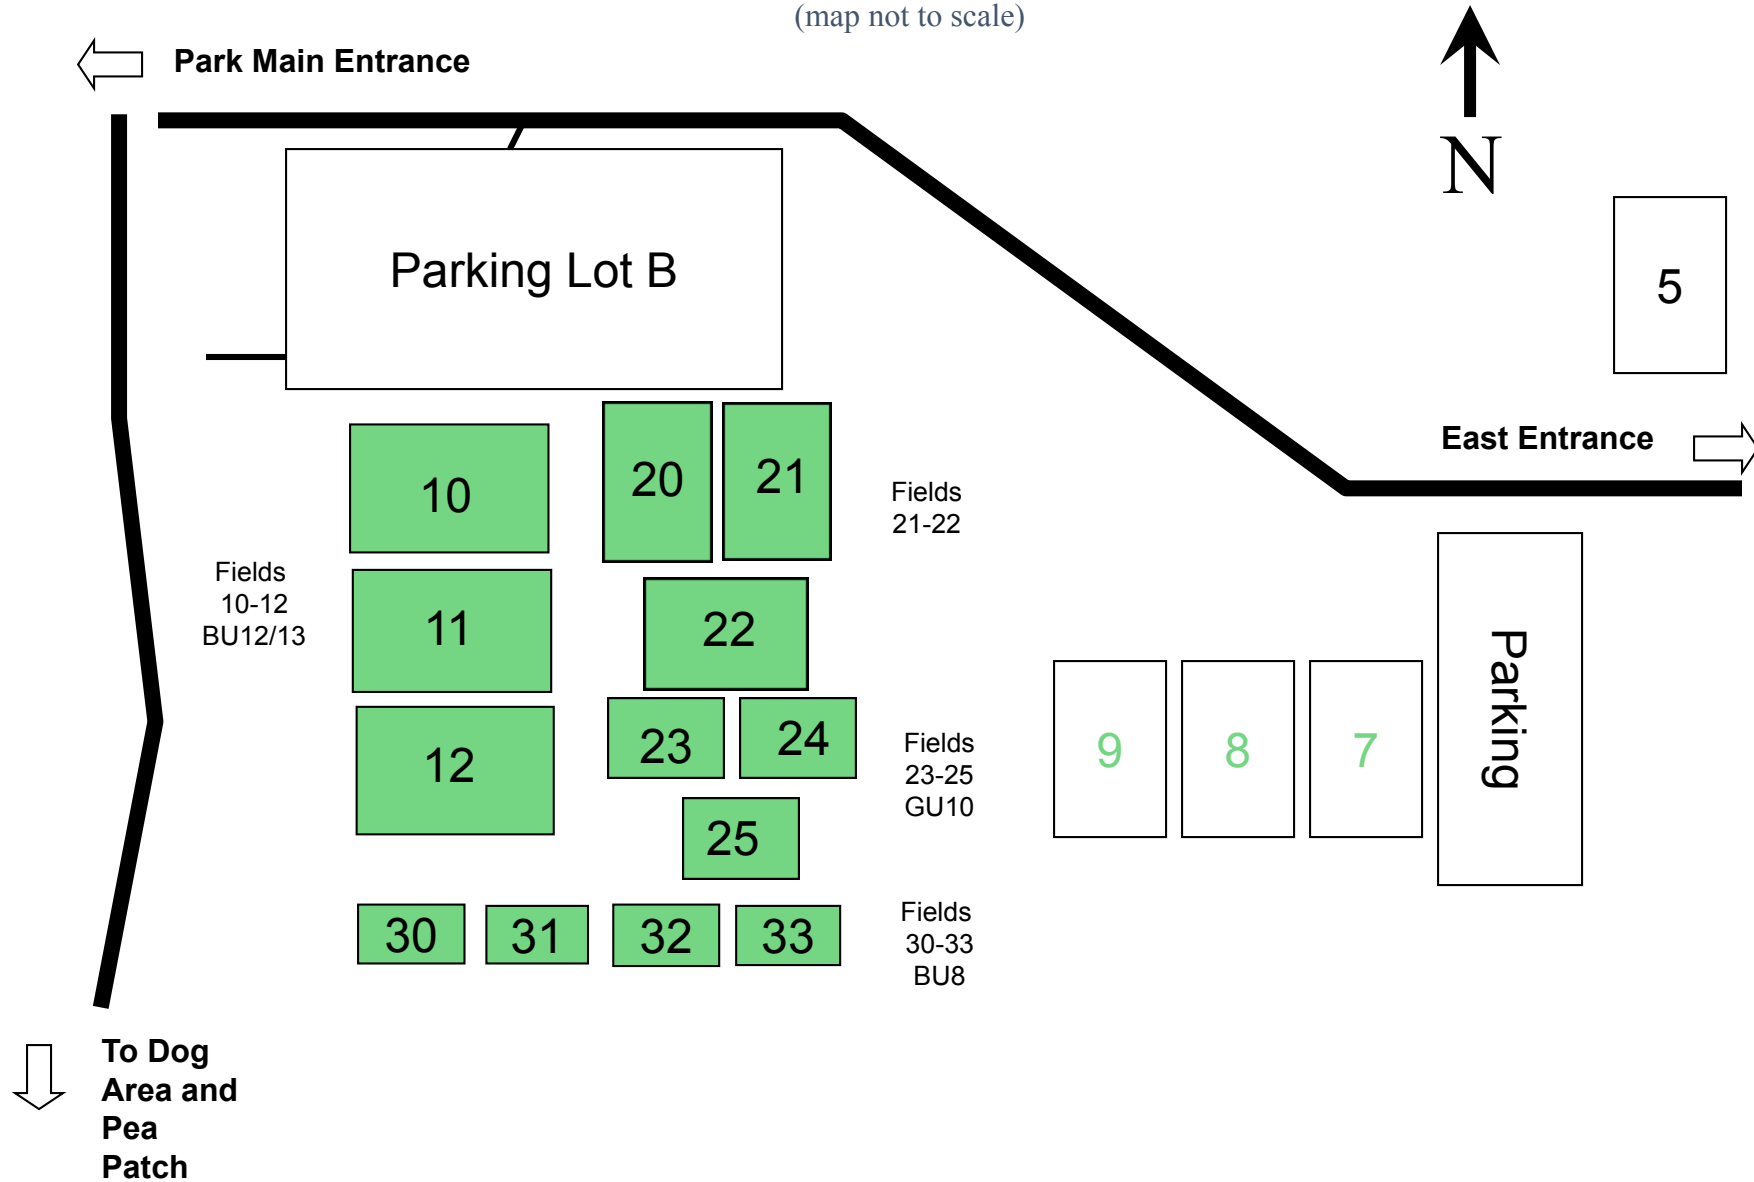 (map not to scale)
Park Main Entrance
N
Parking Lot B
5
East Entrance
10
20
21
Fields
21-22
Fields
10-12
BU12/13
11
22
Parking
12
23
24
Fields
23-25
GU10
9
8
7
25
30
31
32
33
Fields
30-33
BU8
To Dog
Area and
Pea
Patch